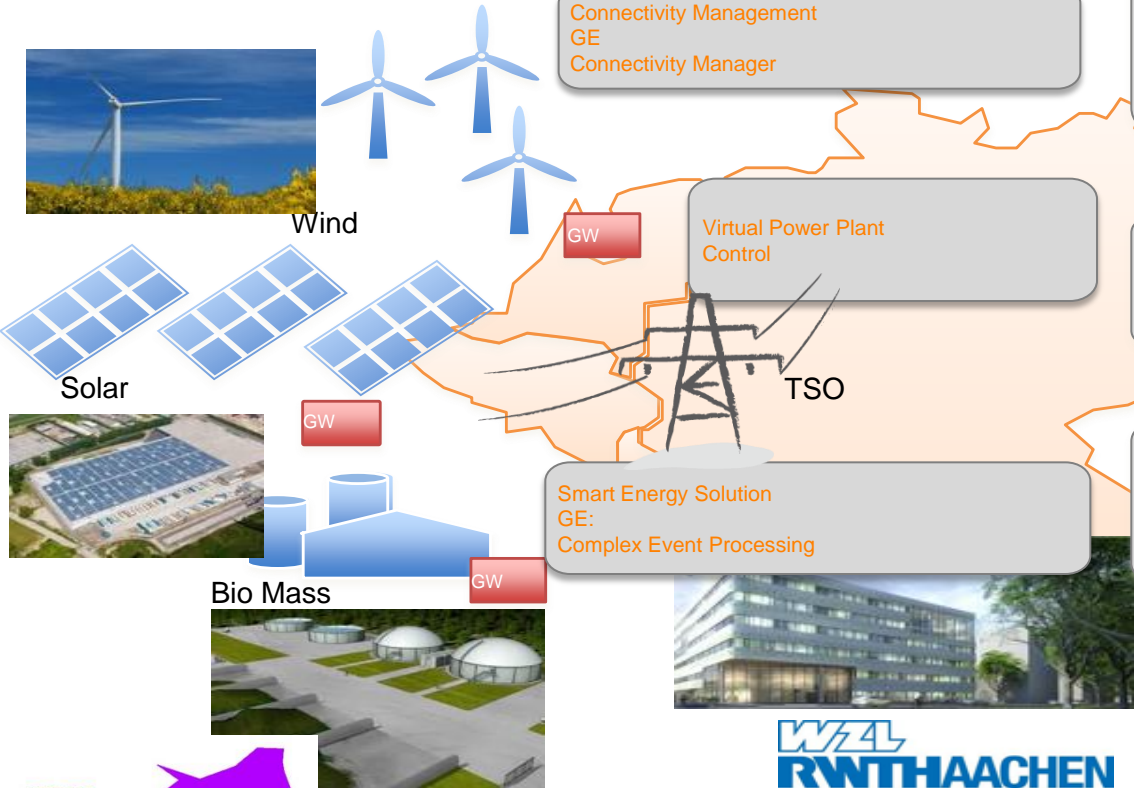 Connectivity Management
GE
Connectivity Manager
Wind
GW
Virtual Power Plant
Control
Solar
TSO
GW
Smart Energy Solution
GE:
Complex Event Processing
GW
Bio Mass
WZL
RWTHAACHEN